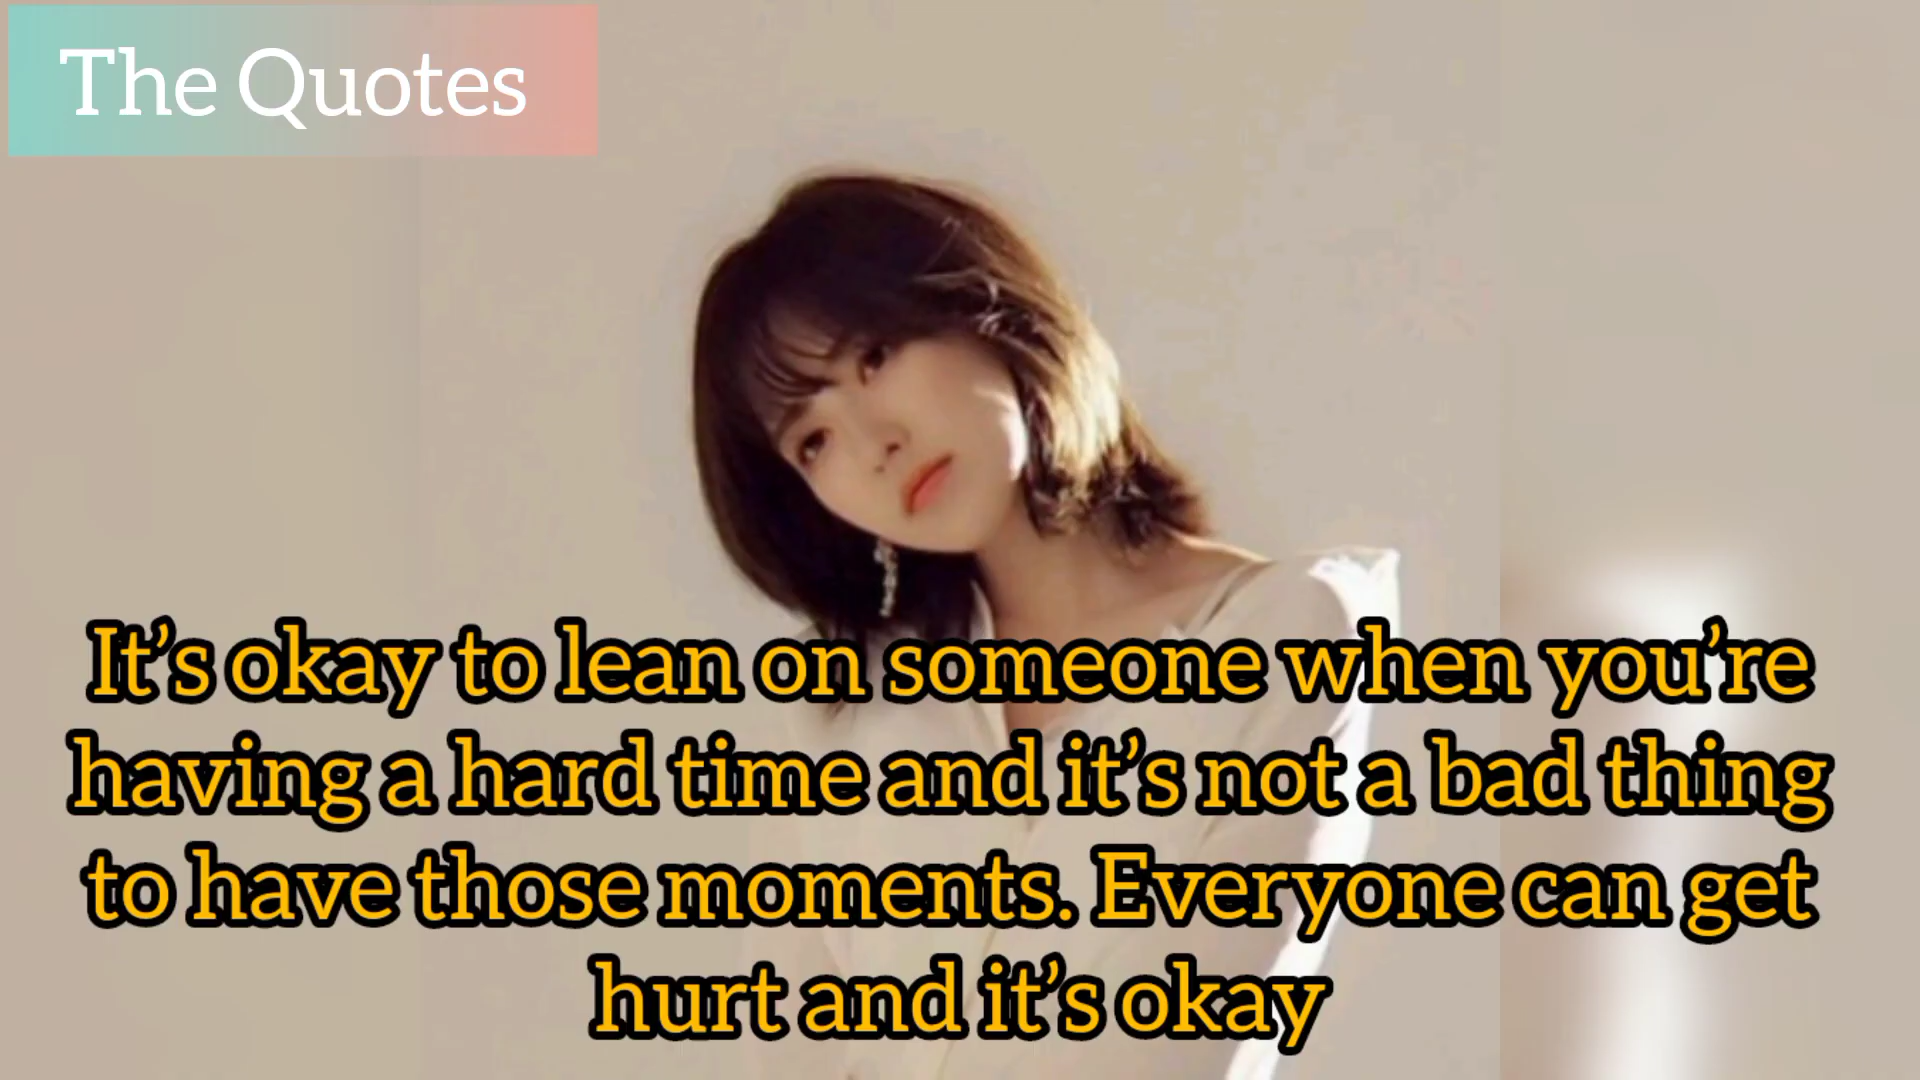 The Quotes
It’s okay to lean on someone when you’re
having a hard time and it’s not a bad thing
to have those moments. Everyone can get
hurt and it’s okay